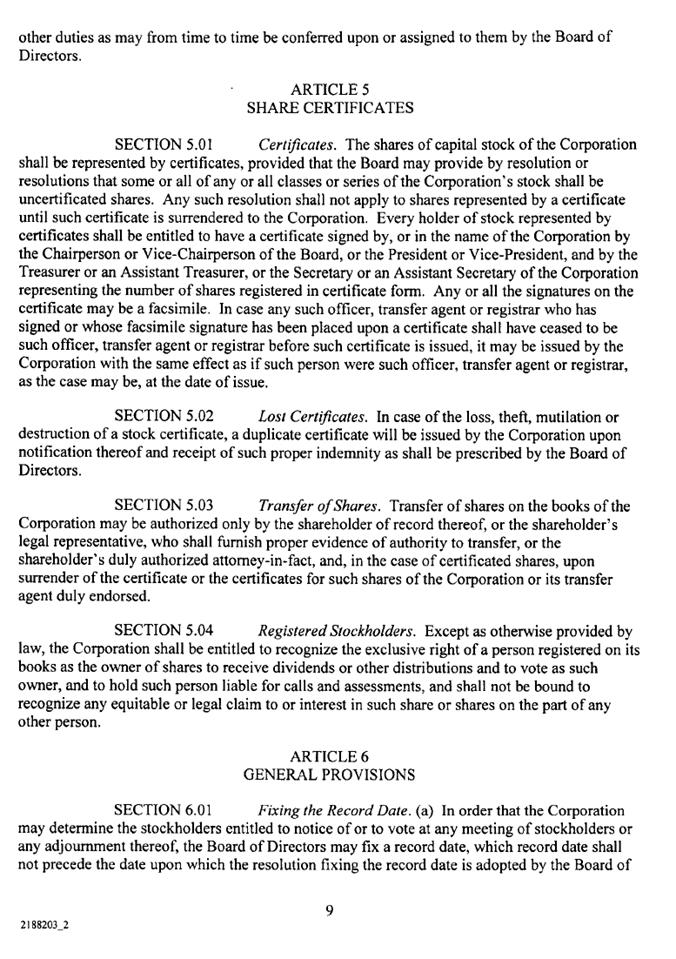 other duties as may from time to time be conferred upon or assigned to them by the Board of
Directors.
ARTICLE 5
SHARE CERTIFICATES
SECTION 5.01 Certificates. The shares of capital stock of the Corporation
shall be represented by certificates, provided that the Board may provide by resolution or
resolutions that some or all of any or all classes or series of the Corporation's stock shall be
uncertificated shares. Any such resolution shall not apply to shares represented by a certificate
until such certificate is surrendered to the Corporation. Every holder of stock represented by
certificates shall be entitled to have a certificate signed by, or in the name of the Corporation by
the Chairperson or Vice-Chairperson of the Board, or the President or Vice-President, and by the
Treasurer or an Assistant Treasurer, or the Secretary or an Assistant Secretary of the Corporation
representing the number of shares registered in certificate form. Any or all the signatures on the
certificate may be a facsimile. In case any such officer, transfer agent or registrar who has
signed or whose facsimile signature has been placed upon a certificate shall have ceased to be
such officer, transfer agent or registrar before such certificate is issued, it may be issued by the
Corporation with the same effect as if such person were such officer, transfer agent or registrar,
as the case may be, at the date of issue.
SECTION 5.02 Lost Certificates. In case of the loss, theft, mutilation or
destruction of a stock certificate, a duplicate certificate will be issued by the Corporation upon
notification thereof and receipt of such proper indemnity as shall be prescribed by the Board of
Directors.
SECTION 5.03 Transfer of Shares. Transfer of shares on the books of the
Corporation may be authorized only by the shareholder of record thereof, or the shareholder's
legal representative, who shall furnish proper evidence of authority to transfer, or the
shareholder's duly authorized attorney-in-fact, and, in the case of certificated shares, upon
surrender of the certificate or the certificates for such shares of the Corporation or its transfer
agent duly endorsed.
SECTION 5.04 Registered Stockholders. Except as otherwise provided by
law, the Corporation shall be entitled to recognize the exclusive right of a person registered on its
books as the owner of shares to receive dividends or other distributions and to vote as such
owner, and to hold such person liable for calls and assessments, and shall not be bound to
recognize any equitable or legal claim to or interest in such share or shares on the part of any
other person.
ARTICLE 6
GENERAL PROVISIONS
SECTION 6.01 Fixing the Record Date. (a) In order that the Corporation
may determine the stockholders entitled to notice of or to vote at any meeting of stockholders or
any adjournment thereof, the Board of Directors may fix a record date, which record date shall
not precede the date upon which the resolution fixing the record date is adopted by the Board of
9
2188203_2